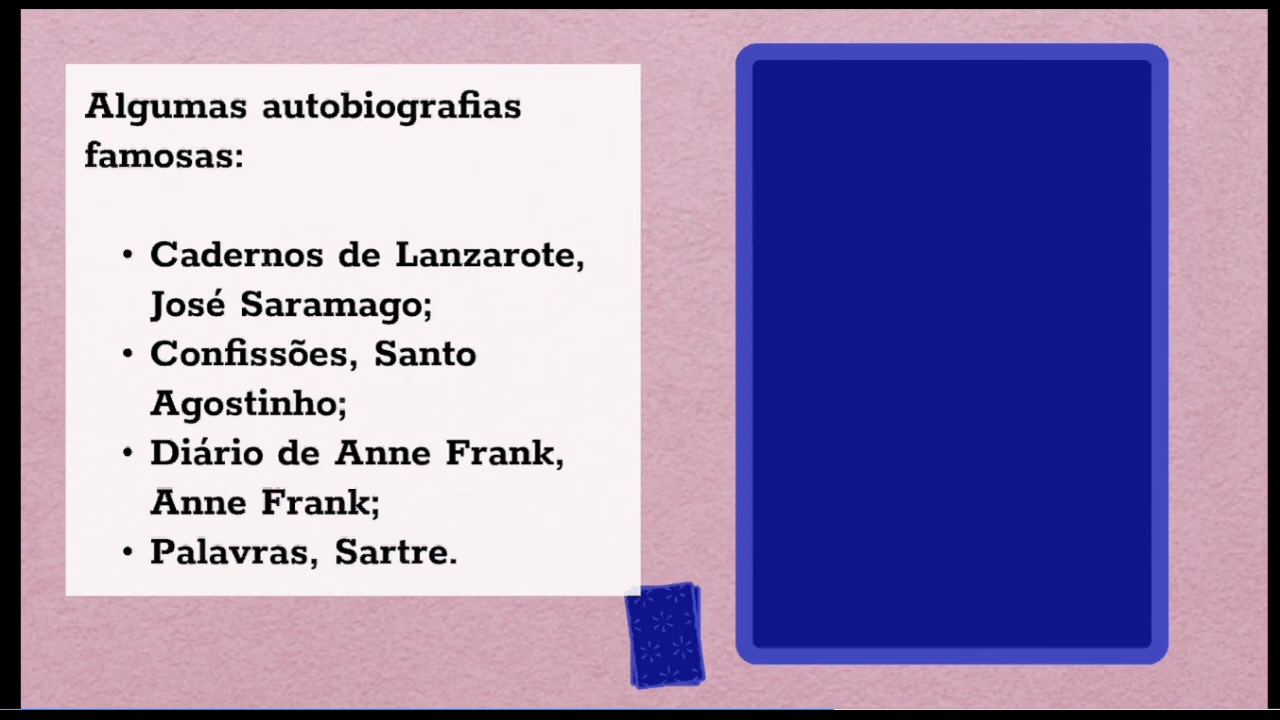 Algumas autobiografias
famosas:
• Cadernos de Lanzarote,
José Saramago;
• Confissões, Santo
Agostinho;
• Diário de Anne Frank,
Anne Frank;
• Palavras, Sartre.